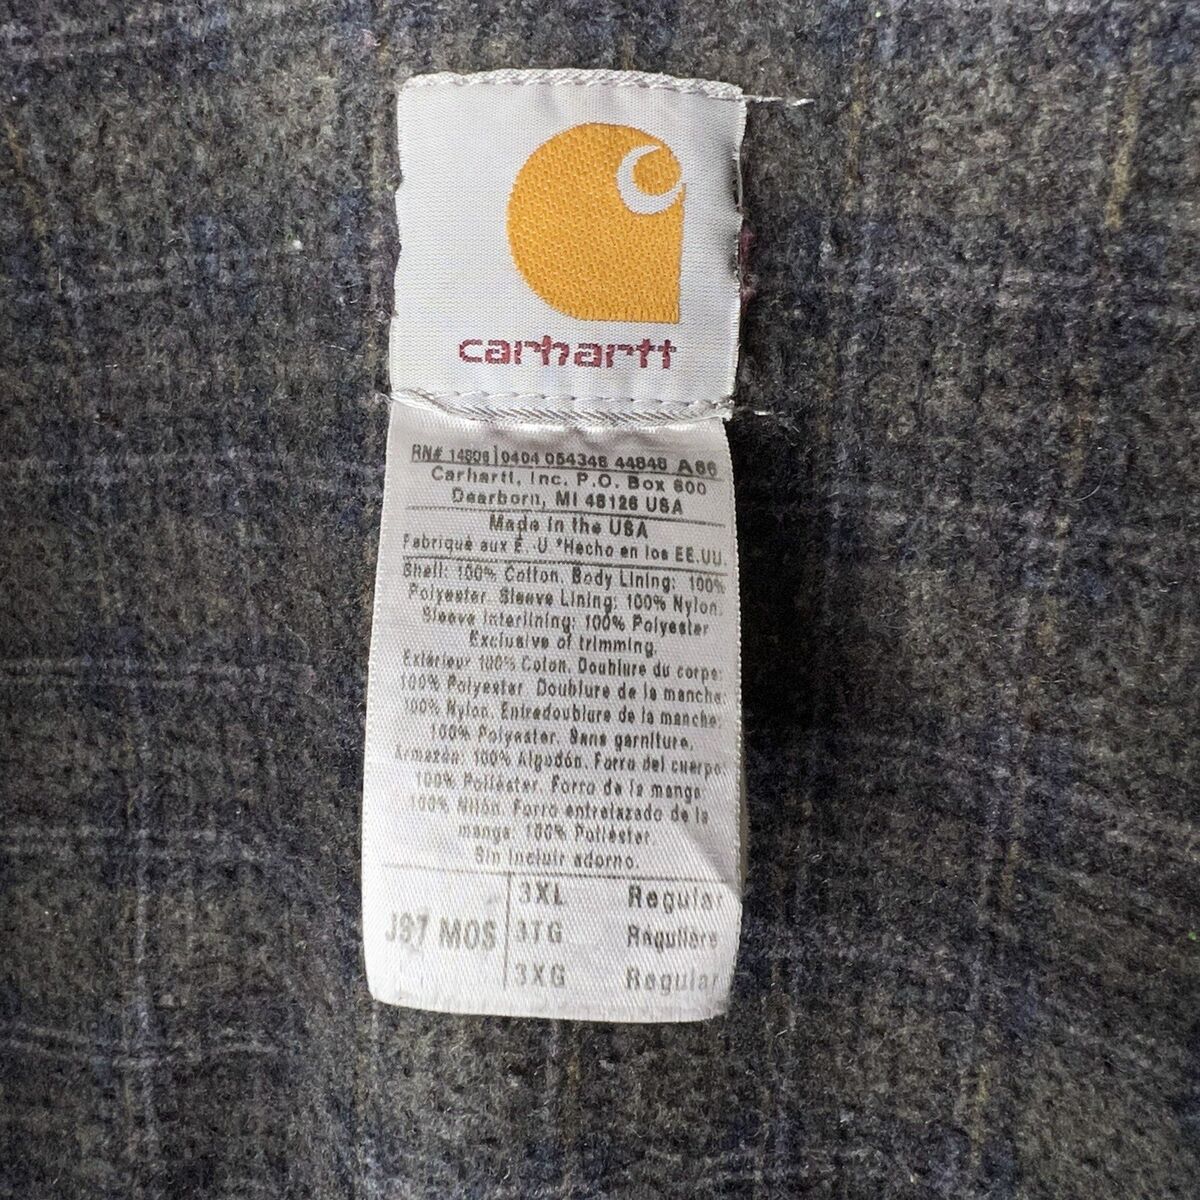 carhartt
RN# 14806 0404 054348 44848 A66
Carhartt, Inc. P.O. Box 600
Dearborn, MI 48126 USA
Made in the USA
Fabriqué aux É.-U *Hecho en los EE.UU.
Shell: 100% Cotton. Body Lining: 100%
Polyester. Sleeve Lining: 100% Nylon.
Sleeve Interlining: 100% Polyester
Exclusive of trimming.
Extérieur 100% Coton. Doublure du corpe:
100% Polyester. Doublure de la manche:
100% Nylon. Entredoublure de la manche:
100% Polyester. Sans garniture.
Armazón: 100% Algodón. Forro del cuerpo:
100% Poliéster. Forro de la manga
100% Nilón. Forro entrelazado de la
manga: 100% Poliéster
Sin incluir adorno.
J97 MOS
3XL Regular
3TG Régulière
3XG Regular